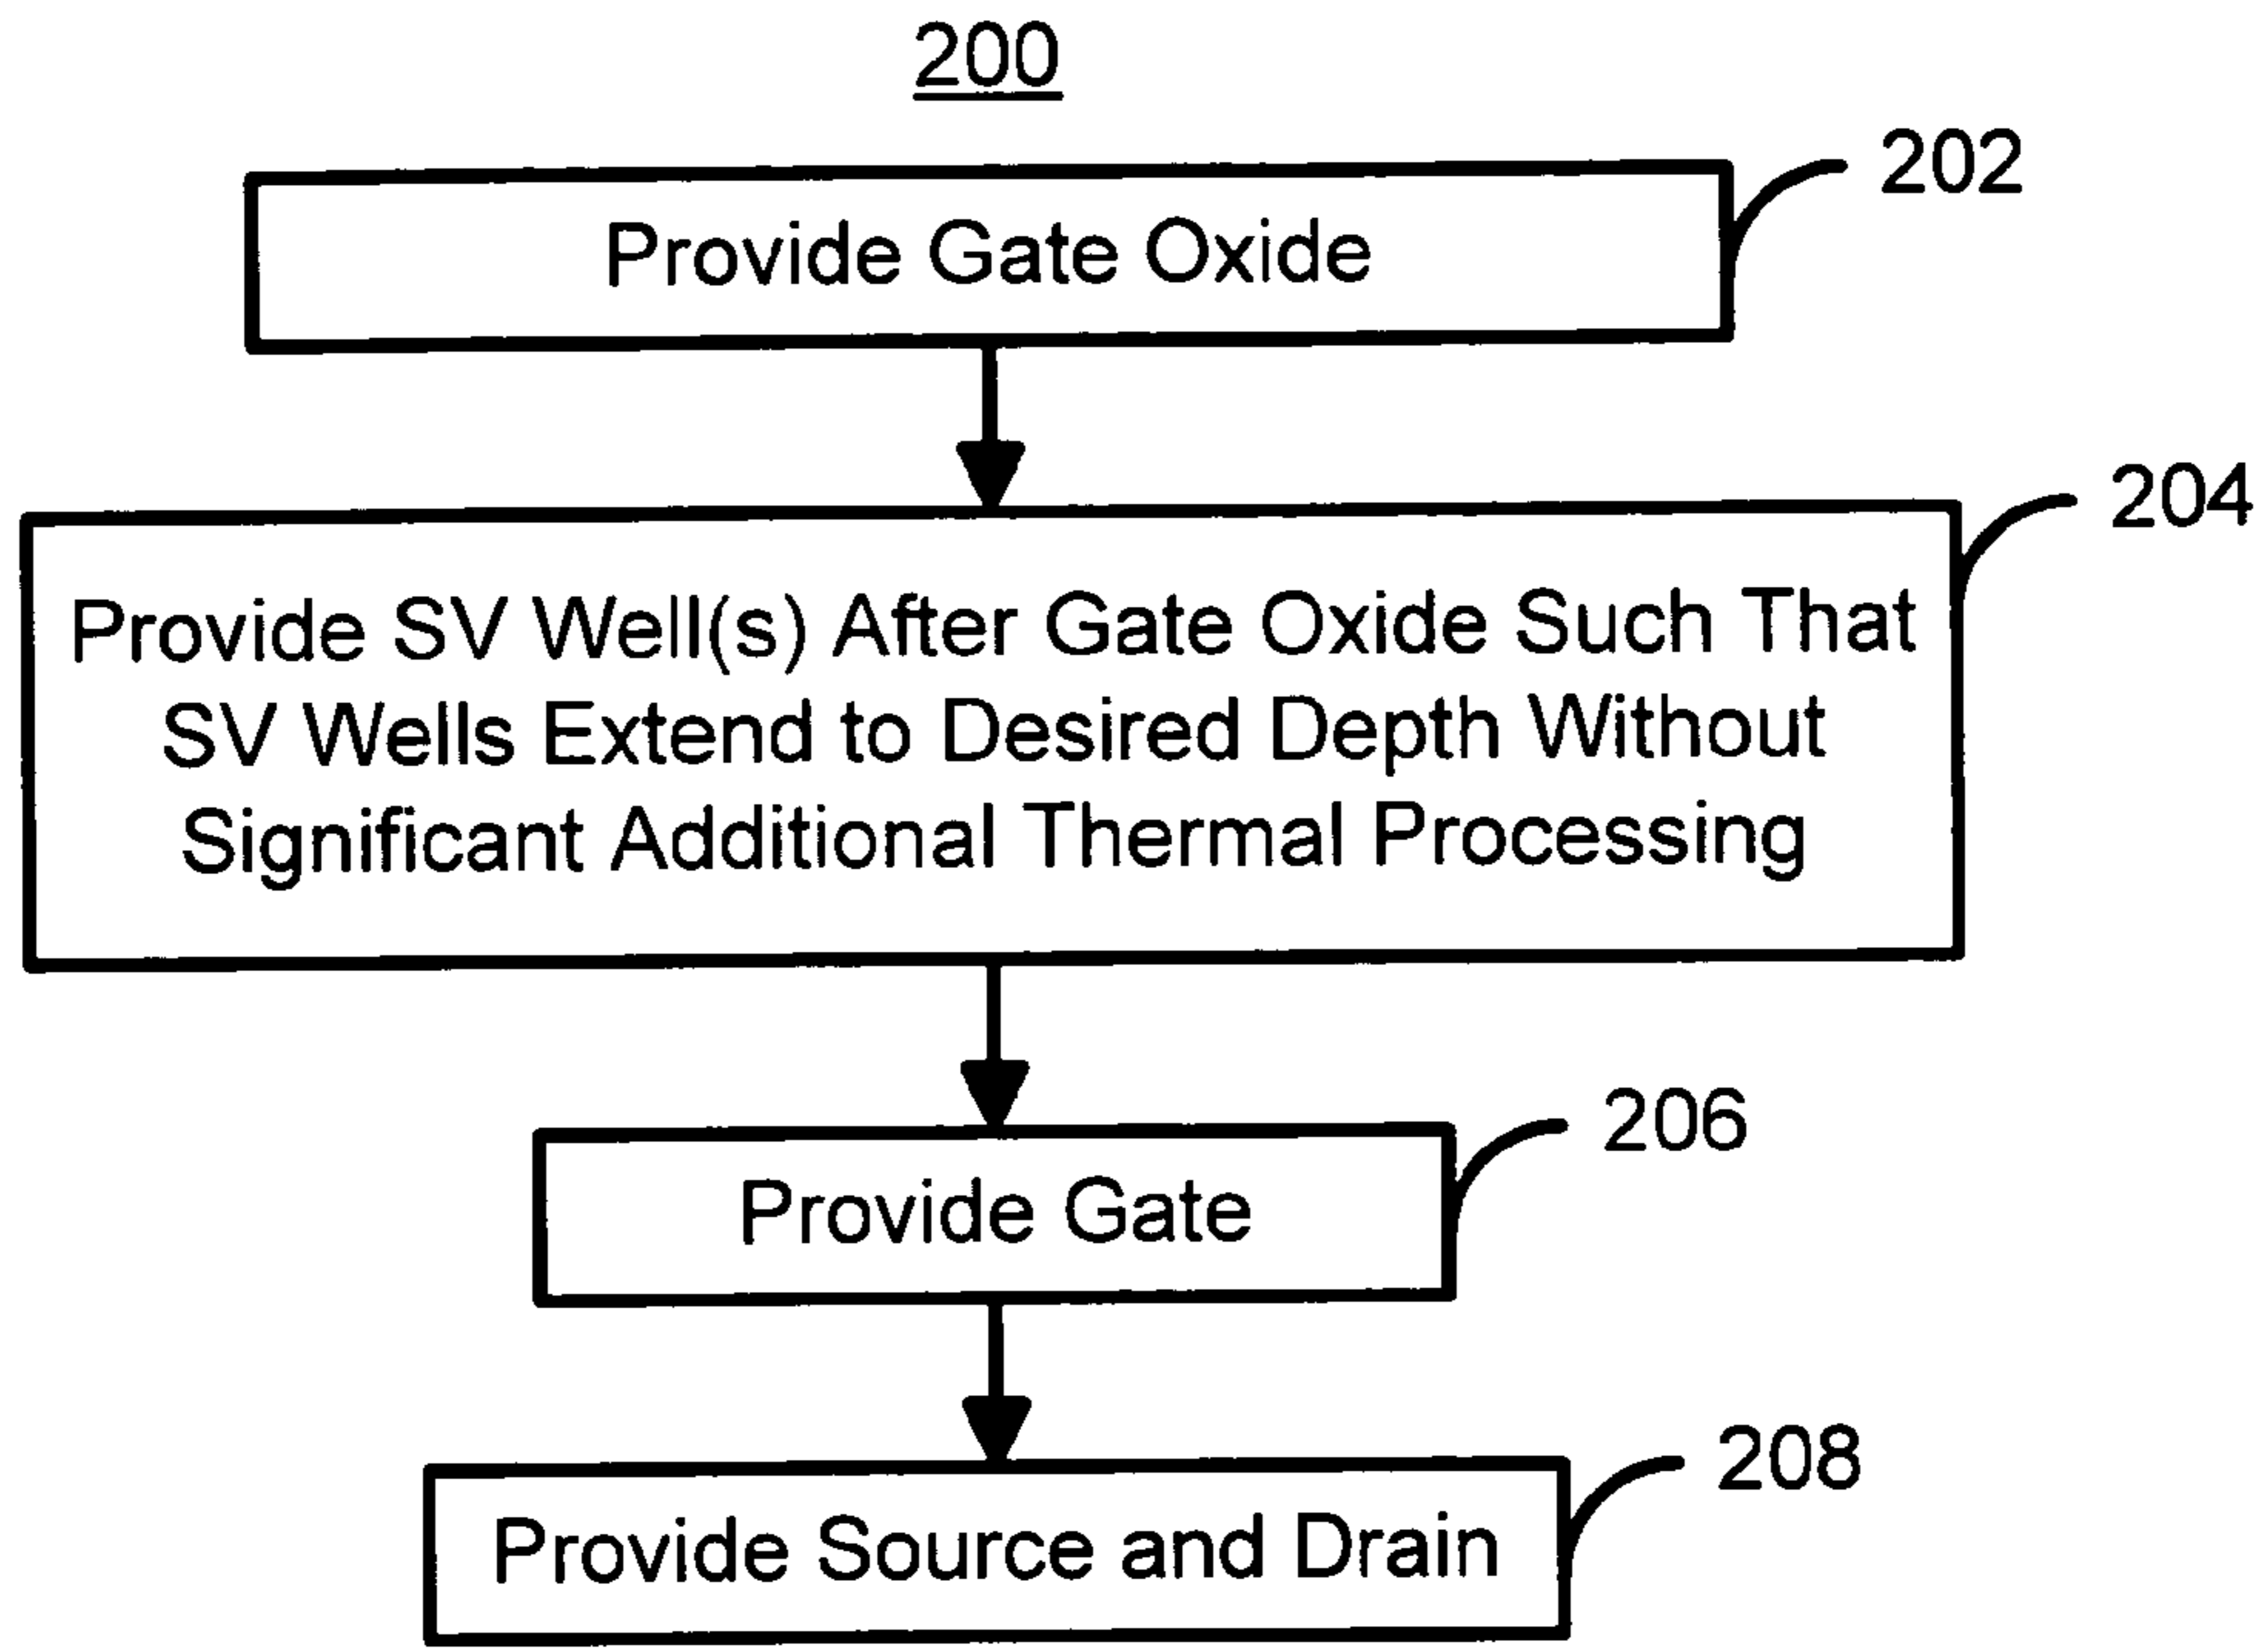 200
202
Provide Gate Oxide
204
Provide SV Well(s) After Gate Oxide Such That
SV Wells Extend to Desired Depth Without
Significant Additional Thermal Processing
206
Provide Gate
208
Provide Source and Drain